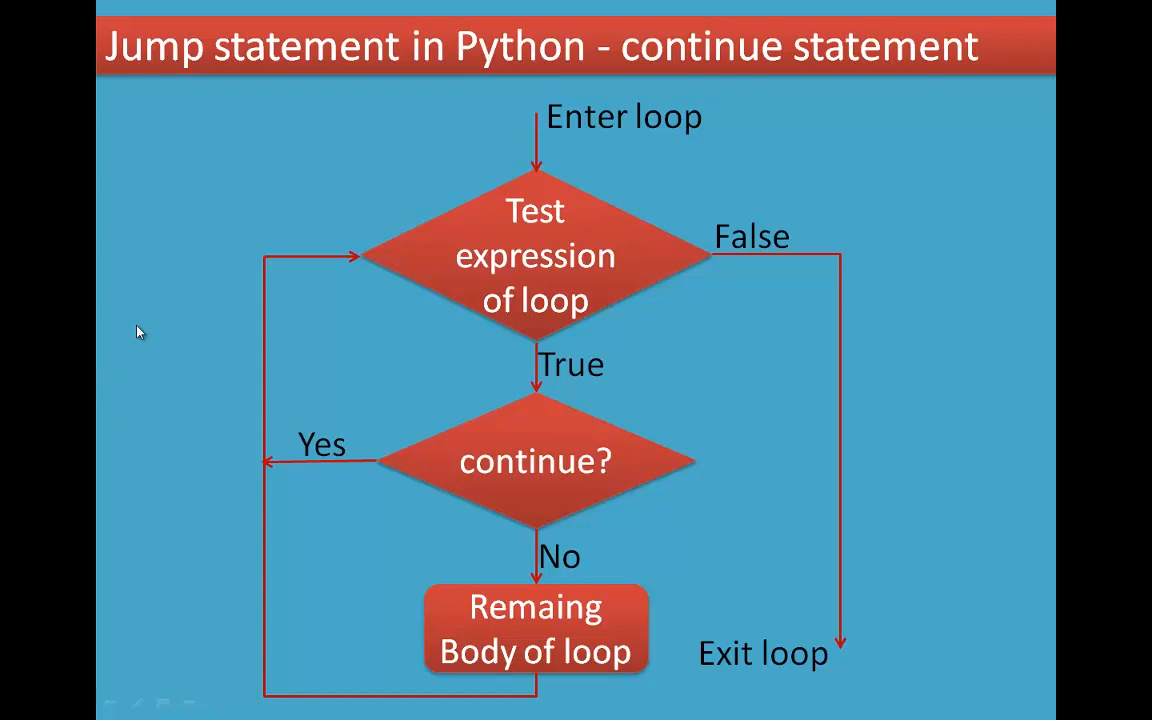 Jump statement in Python - continue statement
Enter loop
Test
expression
of loop
False
True
Yes
continue?
No
Remaing
Body of loop
Exit loop